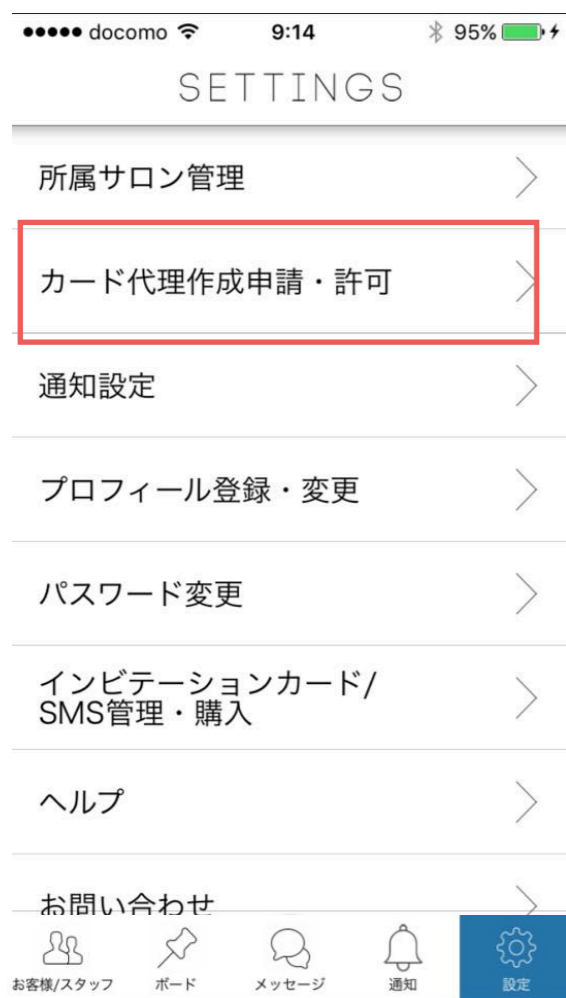 docomo 9:14 95%
SETTINGS
所属サロン管理
カード代理作成申請・許可
通知設定
プロフィール登録・変更
パスワード変更
インビテーションカード/
SMS管理・購入
ヘルプ
お問い合わせ
お客様/スタッフ ボード メッセージ 通知 設定